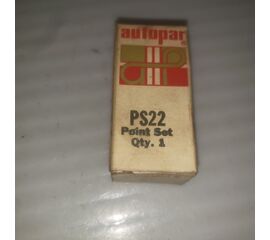 autopar
PS22
Point Set
Qty. 1